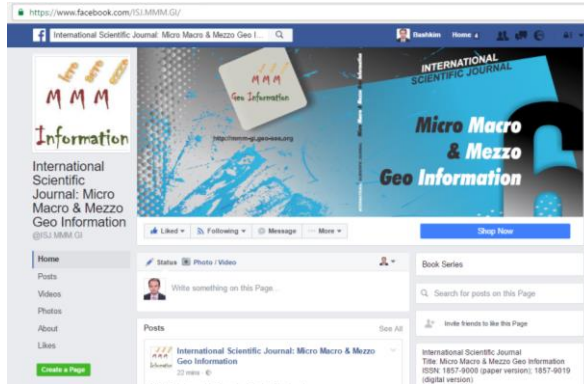 https://www.facebook.com/ISJ.MMM.GI/
International Scientific Journal: Micro Macro & Mezzo Geo I...
Bashkim
Home
micro
macro
mezzo
M M M
Information
International
Scientific
Journal: Micro
Macro & Mezzo
Geo Information
@ISJ.MMM.GI
Home
Posts
Videos
Photos
About
Likes
Create a Page
M M M
Geo Information
http://mmm-gi.geo-see.org
INTERNATIONAL
SCIENTIFIC JOURNAL
Micro Macro
& Mezzo
Geo Information
6
Liked
Following
Message
More
Shop Now
Status
Photo / Video
Write something on this Page...
Posts
See All
International Scientific Journal: Micro Macro & Mezzo
Geo Information
22 mins
Book Series
Search for posts on this Page
Invite friends to like this Page
International Scientific Journal
Title: Micro Macro & Mezzo Geo Information
ISSN: 1857-9000 (paper version); 1857-9019
(digital version)